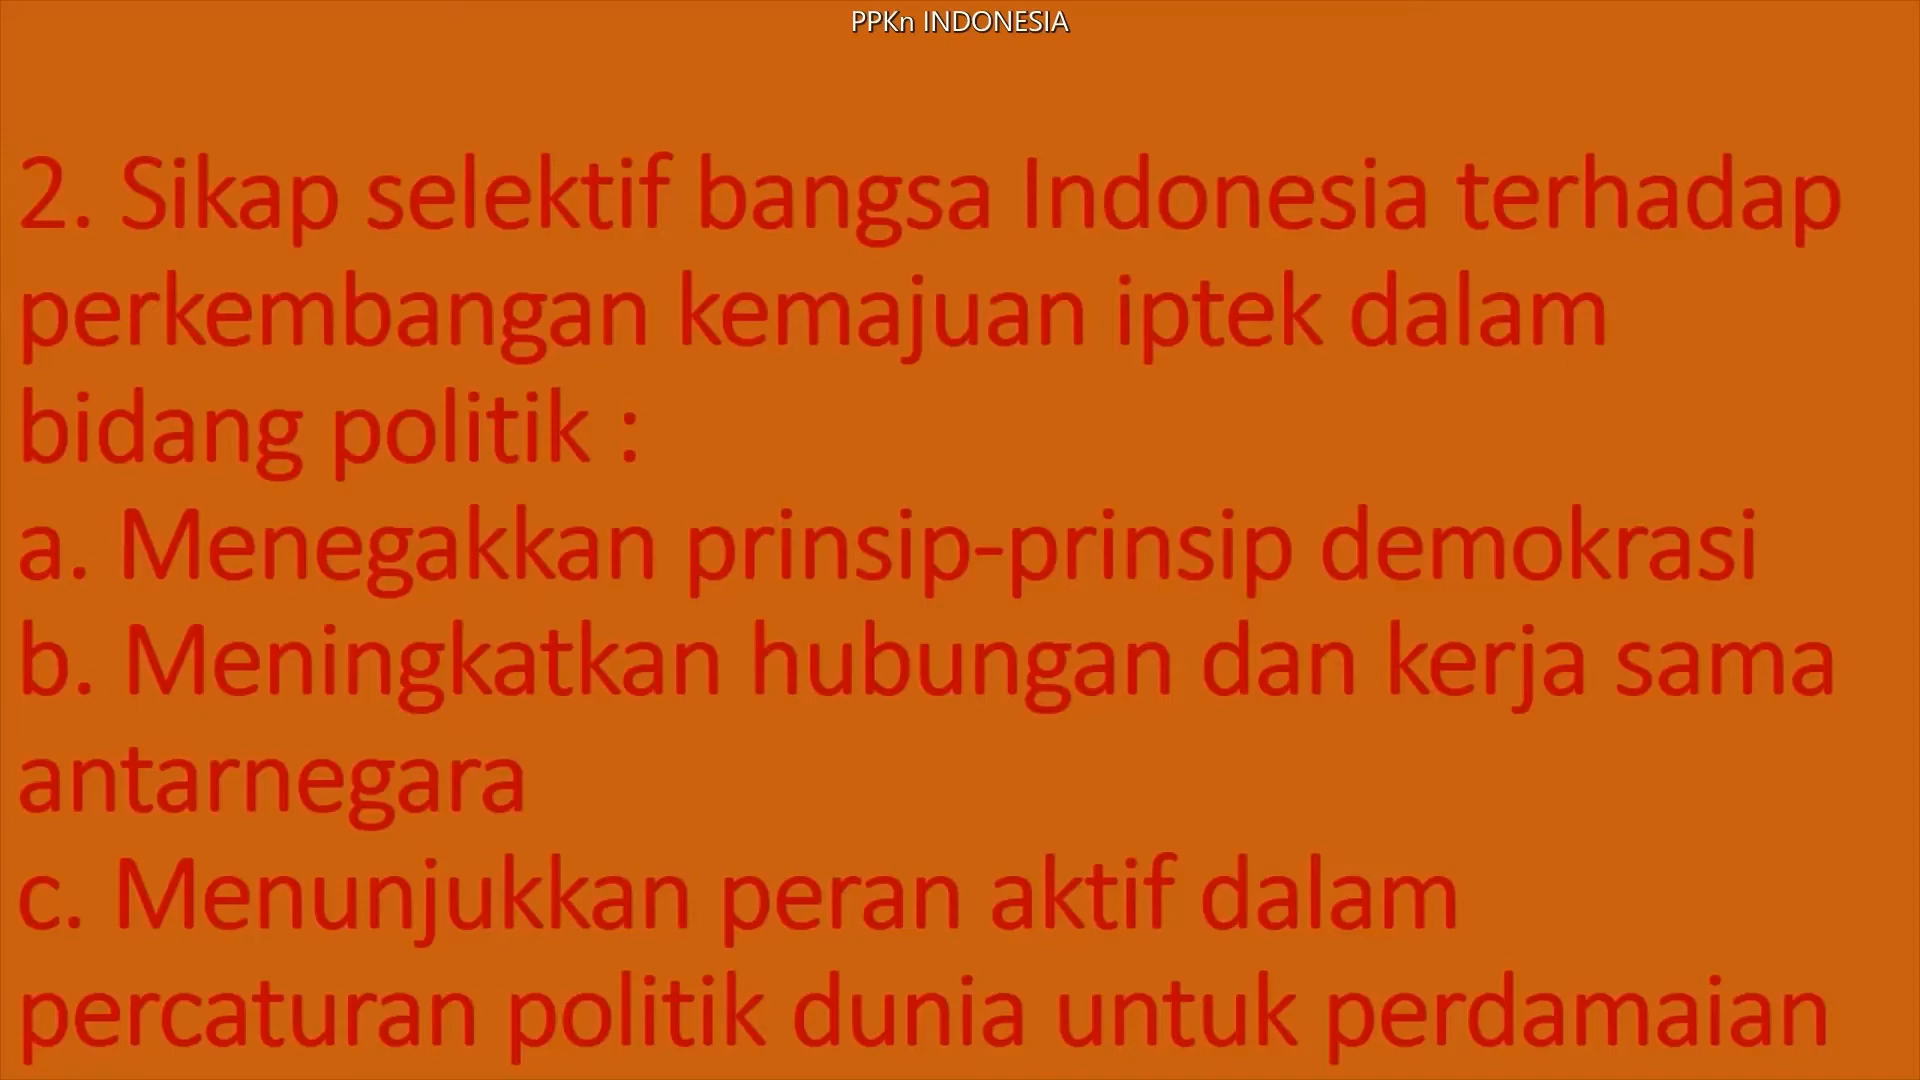 PPKn INDONESIA
2. Sikap selektif bangsa Indonesia terhadap
perkembangan kemajuan iptek dalam
bidang politik :
a. Menegakkan prinsip-prinsip demokrasi
b. Meningkatkan hubungan dan kerja sama
antarnegara
c. Menunjukkan peran aktif dalam
percaturan politik dunia untuk perdamaian